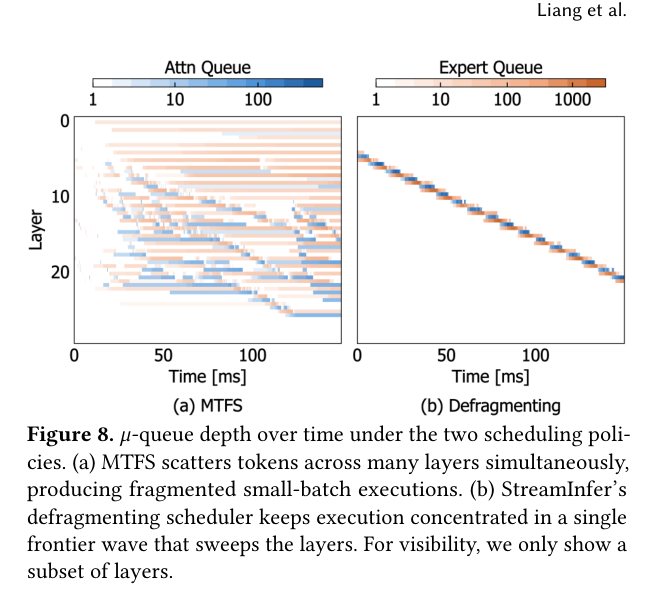 Liang et al.
Attn Queue
1 10 100
Expert Queue
1 10 100 1000
0
10
20
Layer
0 50 100
Time [ms]
0 50 100
Time [ms]
(a) MTFS
(b) Defragmenting
Figure 8. μ-queue depth over time under the two scheduling poli-
cies. (a) MTFS scatters tokens across many layers simultaneously,
producing fragmented small-batch executions. (b) StreamInfer’s
defragmenting scheduler keeps execution concentrated in a single
frontier wave that sweeps the layers. For visibility, we only show a
subset of layers.